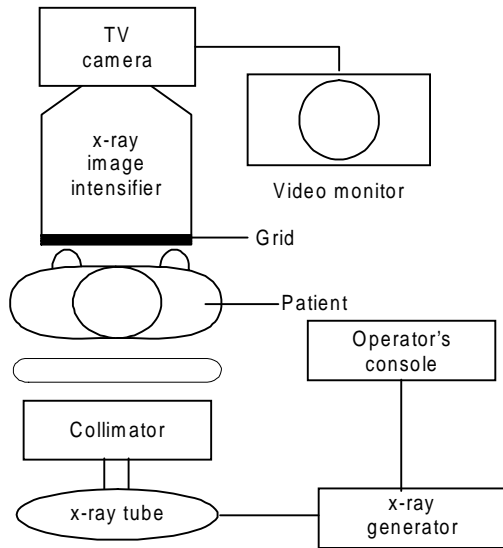 TV
camera
x-ray
image
intensifier
Video monitor
Grid
Patient
Operator’s
console
Collimator
x-ray tube
x-ray
generator